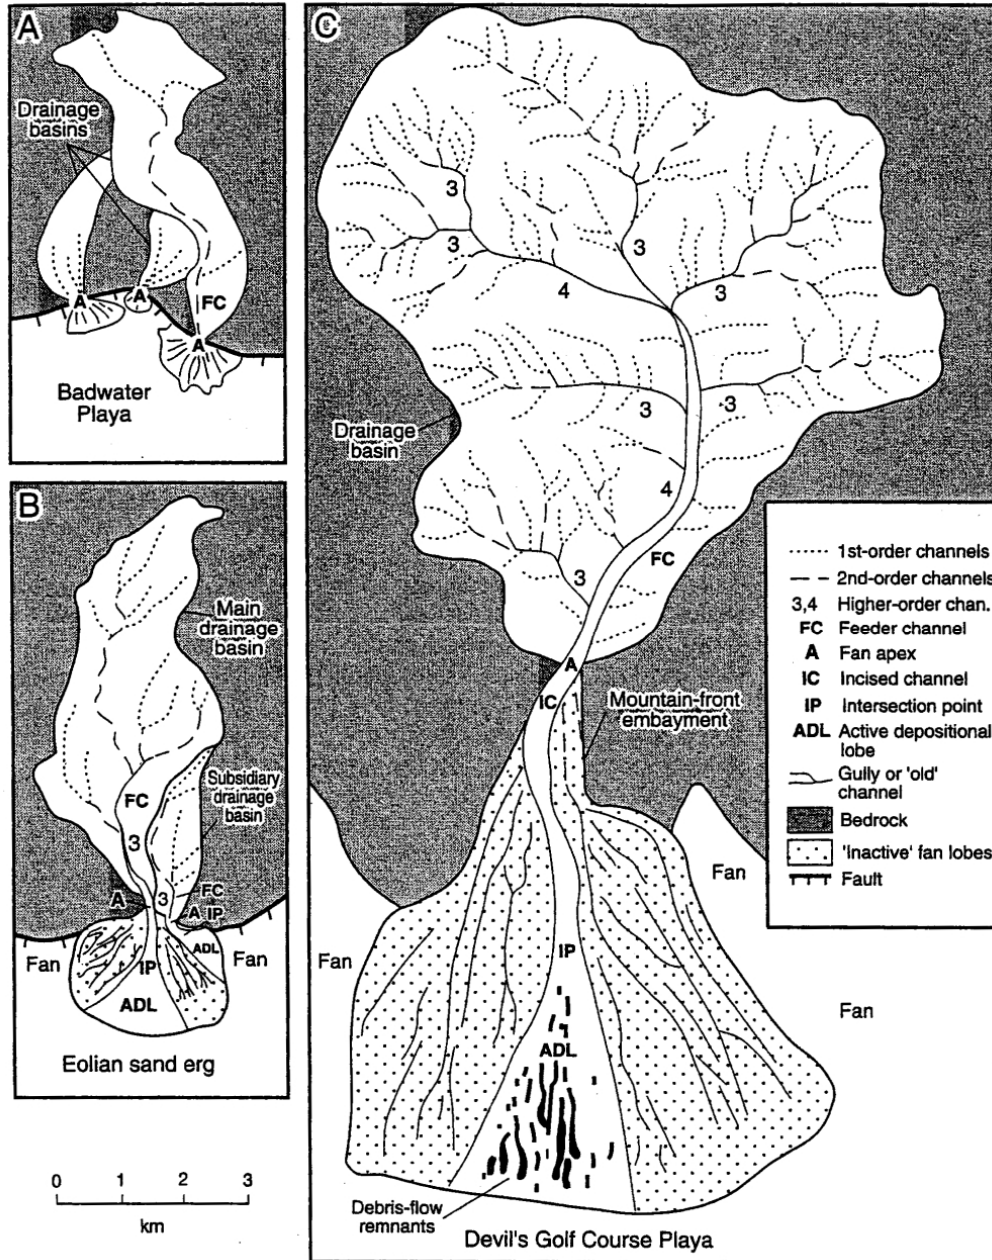 A
Drainage
basins
A
A
FC
A
Badwater
Playa
B
Main
drainage
basin
Subsidiary
drainage
basin
FC
3
3
FC
A
A IP
Fan
IP
ADL
Fan
ADL
Eolian sand erg
0 1 2 3
km
C
3
3
3
4
3
3
3
Drainage
basin
4
FC
3
A
IC
Mountain-front
embayment
Fan
Fan
IP
Fan
ADL
Debris-flow
remnants
Devil's Golf Course Playa
1st-order channels
2nd-order channels
3,4 Higher-order chan.
FC Feeder channel
A Fan apex
IC Incised channel
IP Intersection point
ADL Active depositional
lobe
Gully or 'old'
channel
Bedrock
'Inactive' fan lobes
Fault